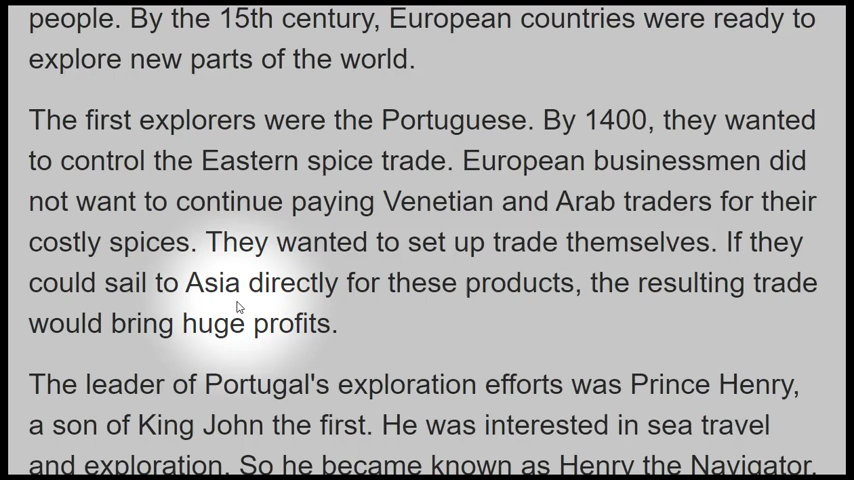 people. By the 15th century, European countries were ready to
explore new parts of the world.
The first explorers were the Portuguese. By 1400, they wanted
to control the Eastern spice trade. European businessmen did
not want to continue paying Venetian and Arab traders for their
costly spices. They wanted to set up trade themselves. If they
could sail to Asia directly for these products, the resulting trade
would bring huge profits.
The leader of Portugal's exploration efforts was Prince Henry,
a son of King John the first. He was interested in sea travel
and exploration. So he became known as Henry the Navigator.